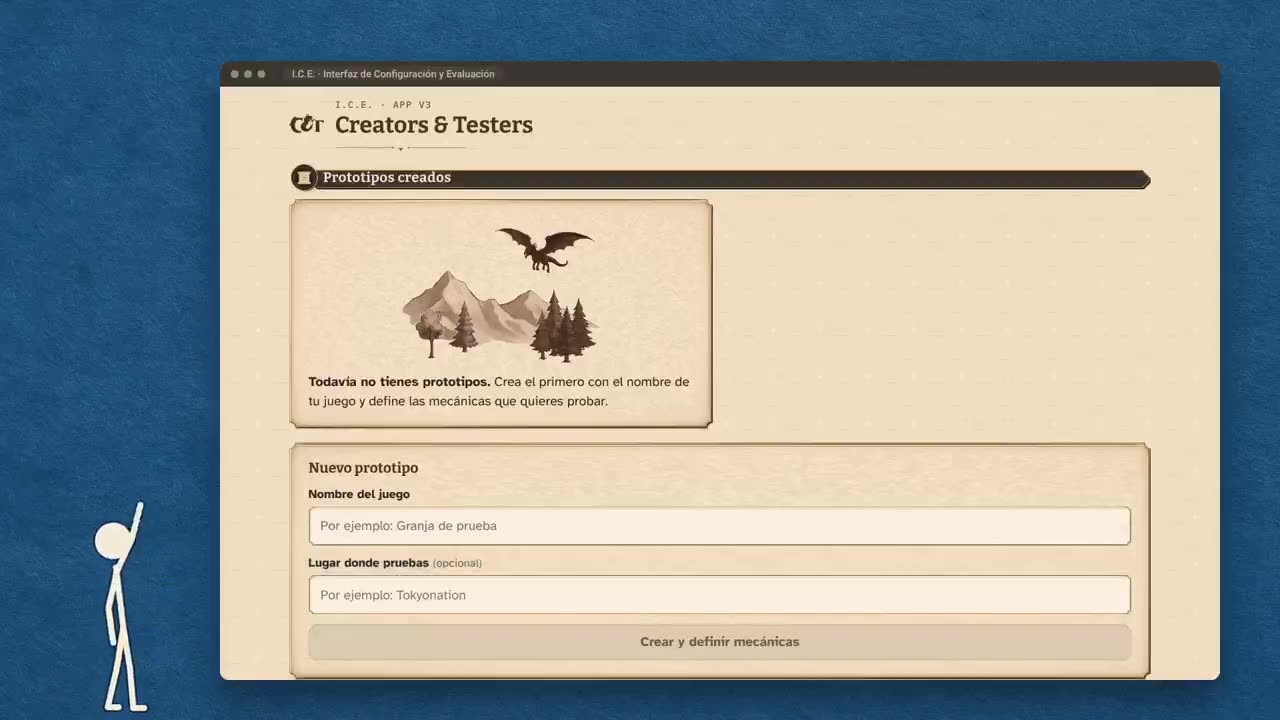 I.C.E. · Interfaz de Configuración y Evaluación
I.C.E. · APP V3
CtT Creators & Testers
Prototipos creados
Todavía no tienes prototipos. Crea el primero con el nombre de
tu juego y define las mecánicas que quieres probar.
Nuevo prototipo
Nombre del juego
Por ejemplo: Granja de prueba
Lugar donde pruebas (opcional)
Por ejemplo: Tokyonation
Crear y definir mecánicas